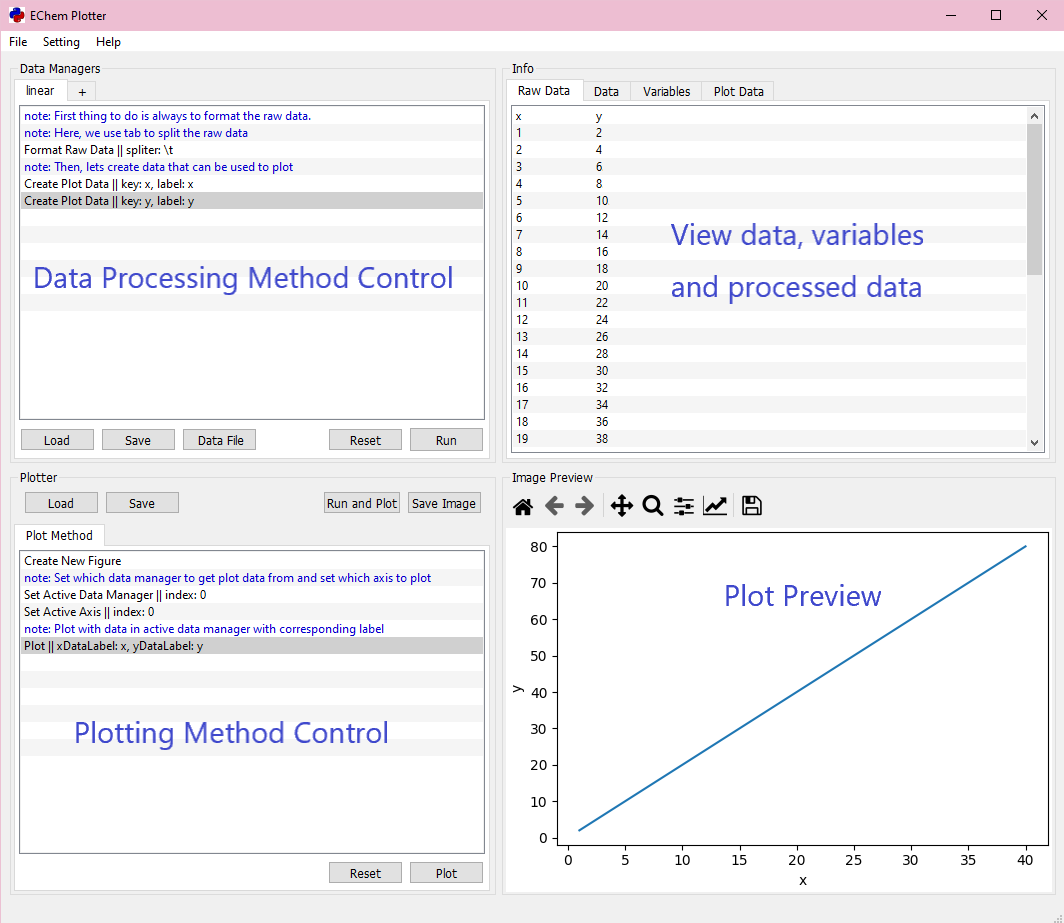 EChem Plotter
File Setting Help
Data Managers
linear +
note: First thing to do is always to format the raw data.
note: Here, we use tab to split the raw data
Format Raw Data || spliter: \t
note: Then, lets create data that can be used to plot
Create Plot Data || key: x, label: x
Create Plot Data || key: y, label: y
Data Processing Method Control
Load Save Data File Reset Run
Info
Raw Data Data Variables Plot Data
x y
1 2
2 4
3 6
4 8
5 10
6 12
7 14
8 16
9 18
10 20
11 22
12 24
13 26
14 28
15 30
16 32
17 34
18 36
19 38
View data, variables
and processed data
Plotter
Load Save Run and Plot Save Image
Plot Method
Create New Figure
note: Set which data manager to get plot data from and set which axis to plot
Set Active Data Manager || index: 0
Set Active Axis || index: 0
note: Plot with data in active data manager with corresponding label
Plot || xDataLabel: x, yDataLabel: y
Plotting Method Control
Reset Plot
Image Preview
Plot Preview
80
70
60
50
40
30
20
10
0
y
0 5 10 15 20 25 30 35 40
x